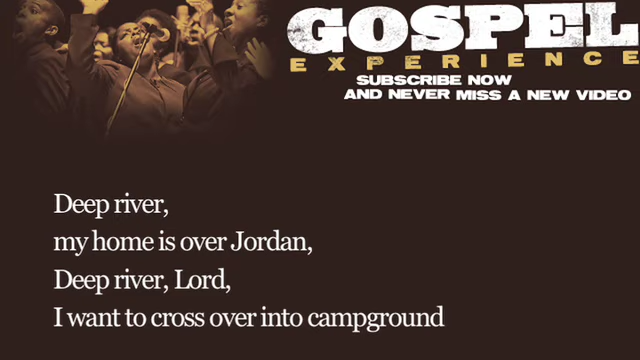 GOSPEL
EXPERIENCE
SUBSCRIBE NOW
AND NEVER MISS A NEW VIDEO
Deep river,
my home is over Jordan,
Deep river, Lord,
I want to cross over into campground